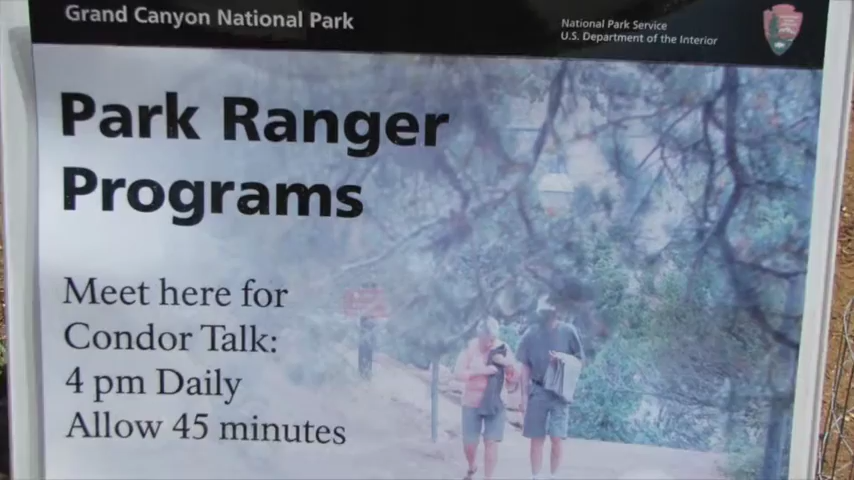 Grand Canyon National Park
National Park Service
U.S. Department of the Interior
Park Ranger
Programs
Meet here for
Condor Talk:
4 pm Daily
Allow 45 minutes